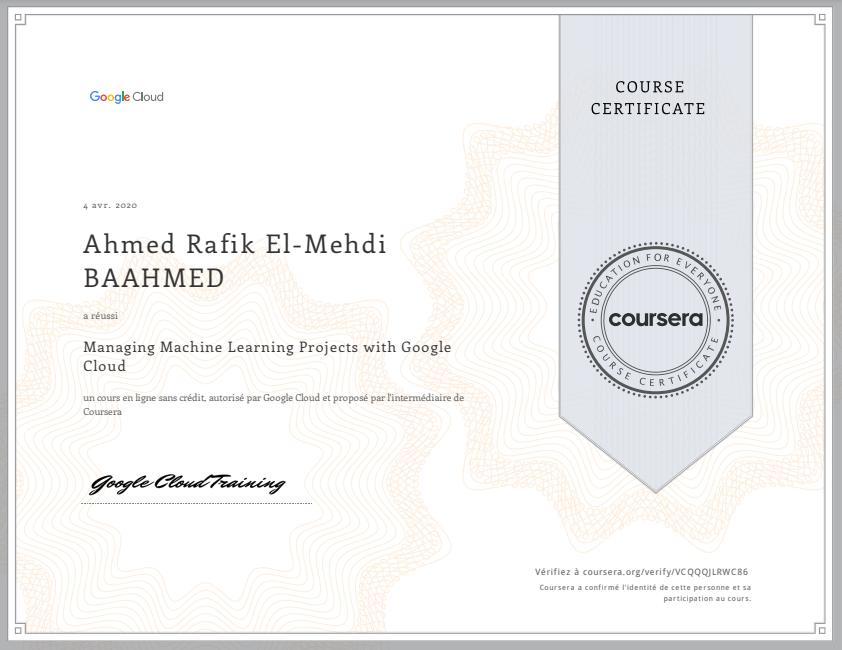 Google Cloud
COURSE
CERTIFICATE
4 avr. 2020
Ahmed Rafik El-Mehdi
BAAHMED
a réussi
Managing Machine Learning Projects with Google
Cloud
un cours en ligne sans crédit, autorisé par Google Cloud et proposé par l'intermédiaire de
Coursera
Google Cloud Training
EDUCATION FOR EVERYONE
coursera
COURSE CERTIFICATE
Vérifiez à coursera.org/verify/VCQQQJLRWC86
Coursera a confirmé l'identité de cette personne et sa
participation au cours.